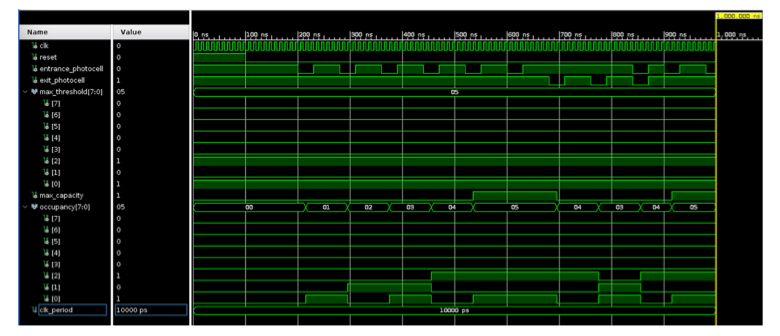 1,000.000 ns
Name Value 0 ns 100 ns 200 ns 300 ns 400 ns 500 ns 600 ns 700 ns 800 ns 900 ns 1,000 ns
clk 0
reset 0
entrance_photocell 0
exit_photocell 1
max_threshold[7:0] 05 05
[7] 0
[6] 0
[5] 0
[4] 0
[3] 0
[2] 1
[1] 0
[0] 1
max_capacity 1
occupancy[7:0] 05 00 01 02 03 04 05 04 03 04 05
[7] 0
[6] 0
[5] 0
[4] 0
[3] 0
[2] 1
[1] 0
[0] 1
clk_period 10000 ps 10000 ps